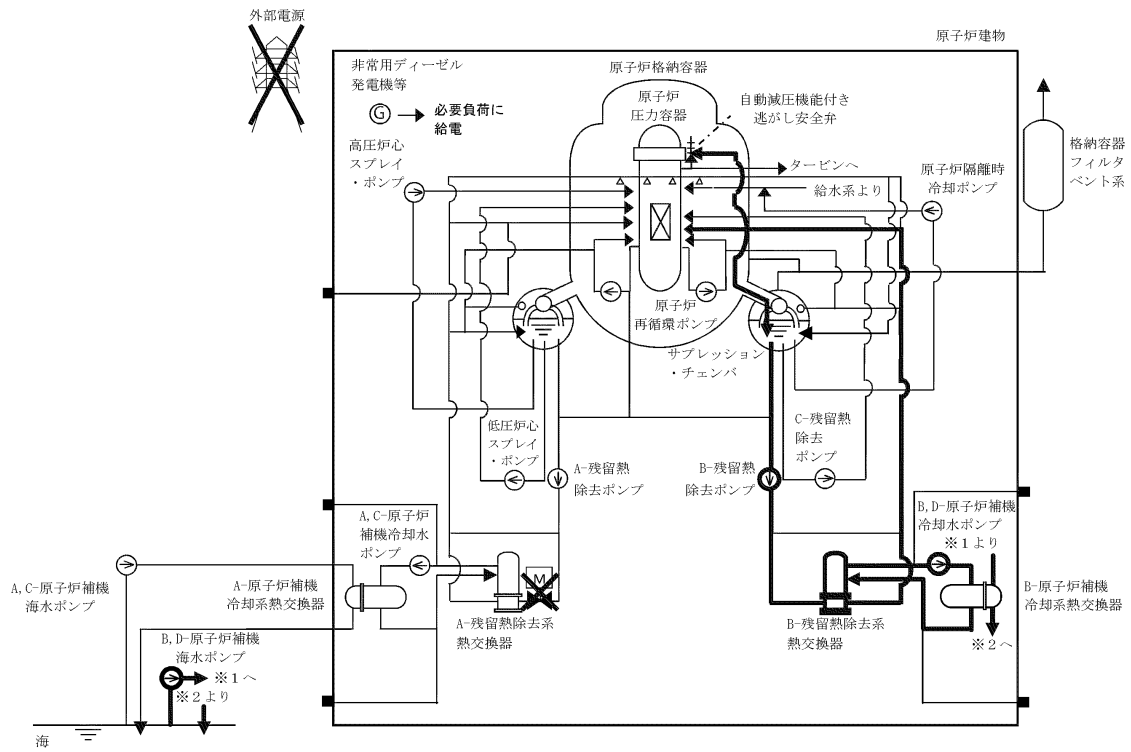 外部電源
原子炉建物
非常用ディーゼル
発電機等
G
必要負荷に
給電
原子炉格納容器
原子炉
圧力容器
自動減圧機能付き
逃がし安全弁
高圧炉心
スプレイ
・ポンプ
タービンへ
給水系より
原子炉隔離時
冷却ポンプ
格納容器
フィルタ
ベント系
原子炉
再循環ポンプ
サプレッション
・チェンバ
低圧炉心
スプレイ
・ポンプ
A-残留熱
除去ポンプ
B-残留熱
除去ポンプ
C-残留熱
除去
ポンプ
A,C-原子炉
補機冷却水
ポンプ
B,D-原子炉補機
冷却水ポンプ
※1より
A,C-原子炉補機
海水ポンプ
A-原子炉補機
冷却系熱交換器
M
A-残留熱除去系
熱交換器
B-残留熱除去系
熱交換器
B-原子炉補機
冷却系熱交換器
※2へ
B,D-原子炉補機
海水ポンプ
※1へ
※2より
海